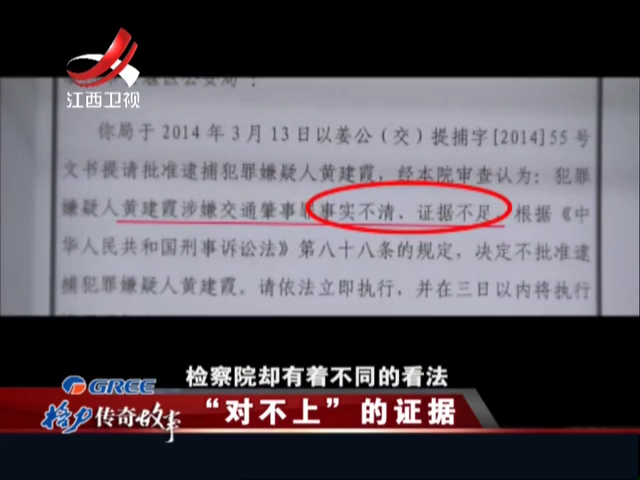 江西卫视
你局于2014年3月13日以姜公(交)提捕字[2014]55号
文书提请批准逮捕犯罪嫌疑人黄建霞，经本院审查认为：犯罪
嫌疑人黄建霞涉嫌交通肇事罪事实不清、证据不足。根据《中
华人民共和国刑事诉讼法》第八十八条的规定，决定不批准逮
捕犯罪嫌疑人黄建霞。请依法立即执行，并在三日以内将执行
检察院却有着不同的看法
GREE
格力 传奇故事
“对不上”的证据